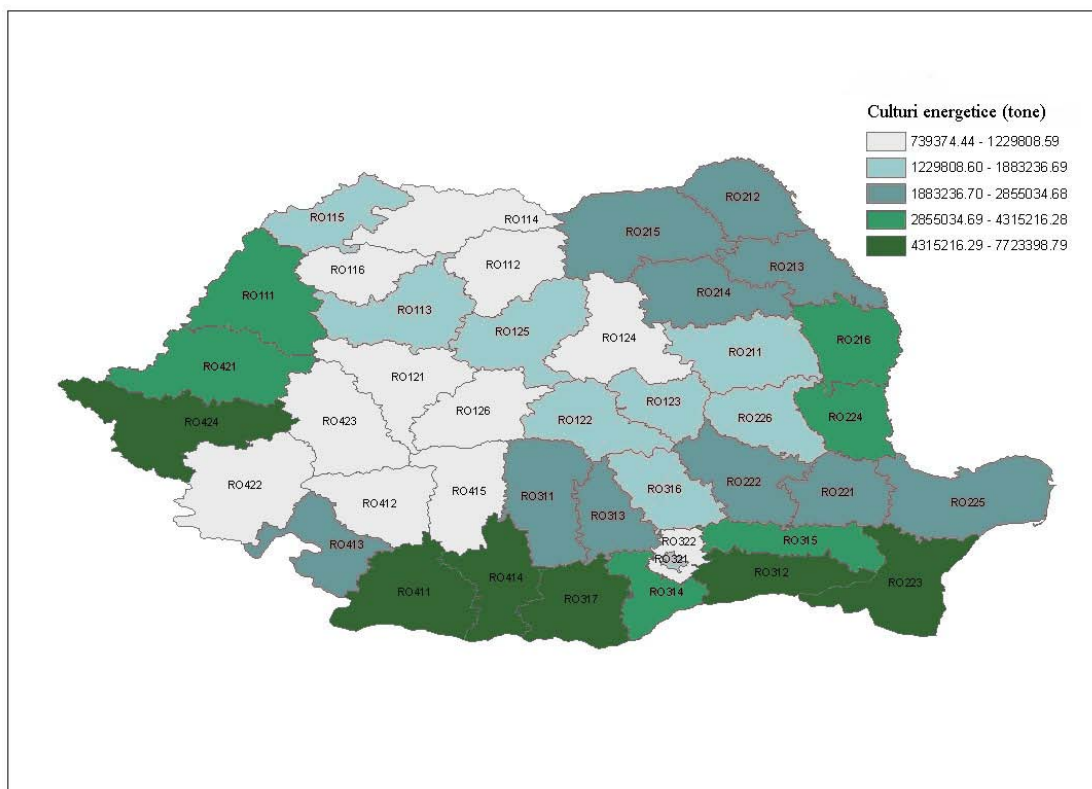 Culturi energetice (tone)
739374.44 - 1229808.59
1229808.60 - 1883236.69
1883236.70 - 2855034.68
2855034.69 - 4315216.28
4315216.29 - 7723398.79
RO212
RO115
RO114
RO215
RO112
RO213
RO116
RO214
RO111
RO113
RO125
RO124
RO216
RO211
RO421
RO121
RO123
RO126
RO424
RO423
RO122
RO226
RO224
RO422
RO415
RO316
RO222
RO221
RO311
RO225
RO412
RO313
RO322
RO315
RO413
RO321
RO312
RO414
RO223
RO411
RO317
RO314